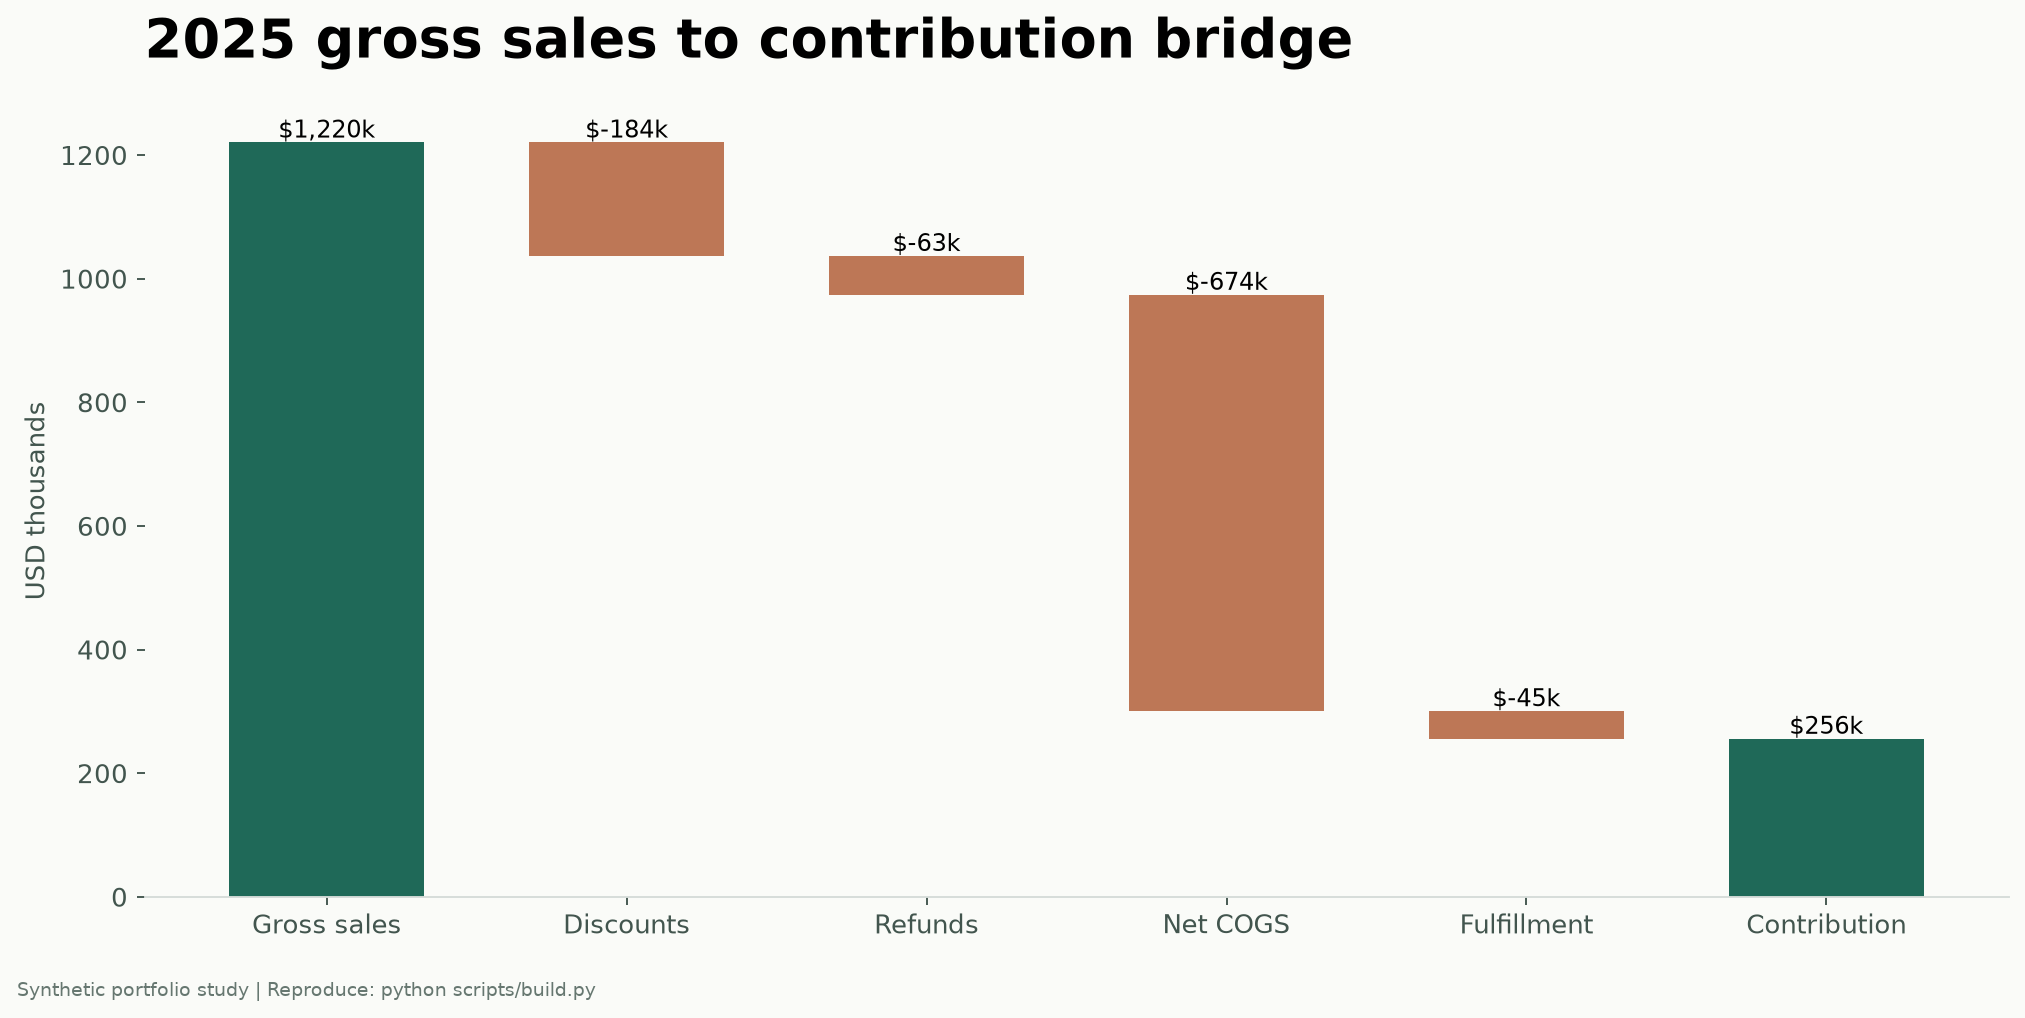 2025 gross sales to contribution bridge
$1,220k
$-184k
$-63k
$-674k
$-45k
$256k
USD thousands
1200
1000
800
600
400
200
0
Gross sales
Discounts
Refunds
Net COGS
Fulfillment
Contribution
Synthetic portfolio study | Reproduce: python scripts/build.py